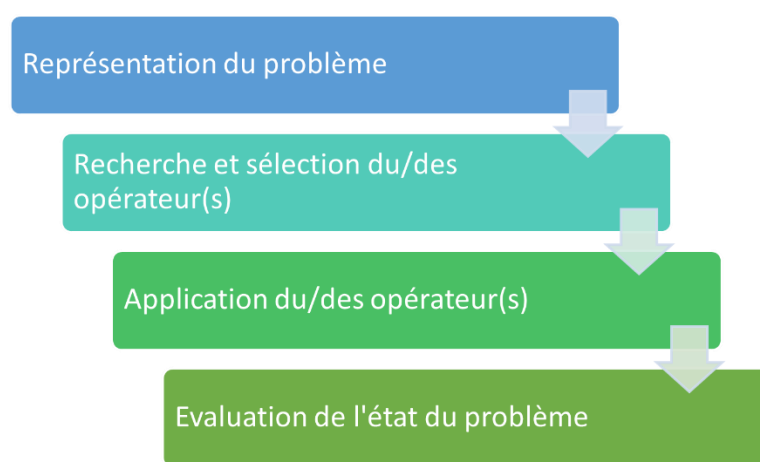 Représentation du problème
Recherche et sélection du/des
opérateur(s)
Application du/des opérateur(s)
Evaluation de l'état du problème